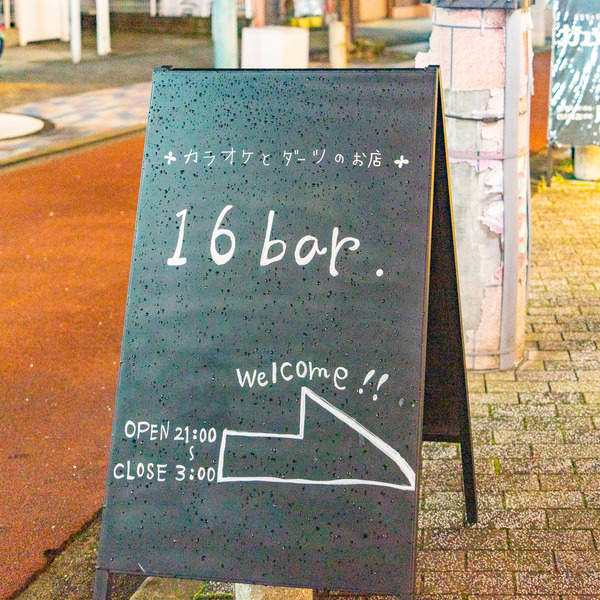 カラオケとダーツのお店
16 bar.
Welcome!!
OPEN 21:00
〜
CLOSE 3:00